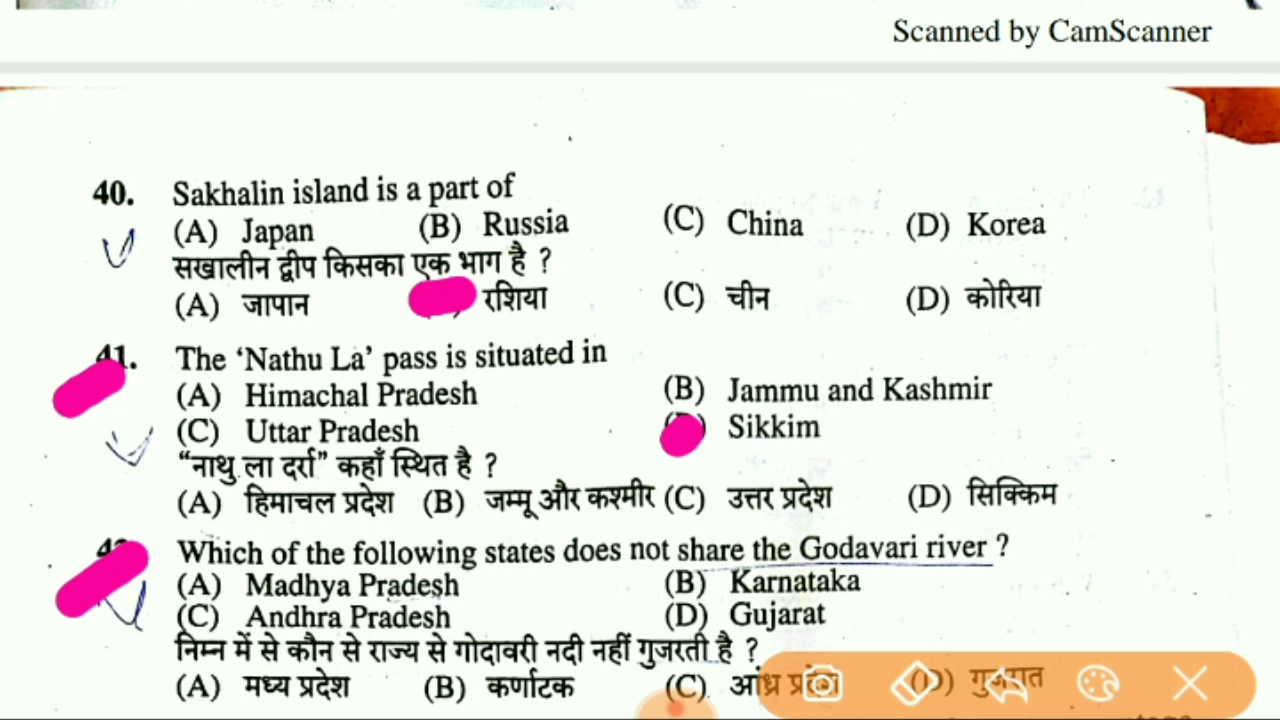 Scanned by CamScanner
40. Sakhalin island is a part of
(A) Japan (B) Russia (C) China (D) Korea
सखालीन द्वीप किसका एक भाग है ?
(A) जापान रशिया (C) चीन (D) कोरिया
41. The ‘Nathu La’ pass is situated in
(A) Himachal Pradesh (B) Jammu and Kashmir
(C) Uttar Pradesh Sikkim
“नाथु ला दर्रा” कहाँ स्थित है ?
(A) हिमाचल प्रदेश (B) जम्मू और कश्मीर (C) उत्तर प्रदेश (D) सिक्किम
Which of the following states does not share the Godavari river ?
(A) Madhya Pradesh (B) Karnataka
(C) Andhra Pradesh (D) Gujarat
निम्न में से कौन से राज्य से गोदावरी नदी नहीं गुजरती है ?
(A) मध्य प्रदेश (B) कर्णाटक (C) आंध्र प्रदेश (D) गुजरात